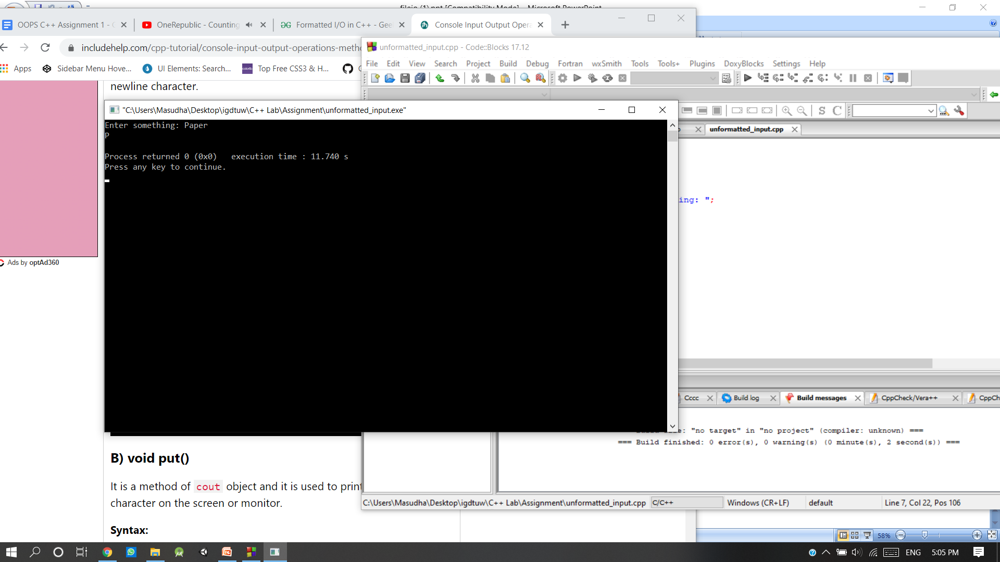 fileio (1).ppt [Compatibility Mode] - Microsoft PowerPoint
OOPS C++ Assignment 1 -
OneRepublic - Counting
Formatted I/O in C++ - Gee
Console Input Output Opera
includehelp.com/cpp-tutorial/console-input-output-operations-metho
Apps
Sidebar Menu Hove...
UI Elements: Search...
Top Free CSS3 & H...
unformatted_input.cpp - Code::Blocks 17.12
File Edit View Search Project Build Debug Fortran wxSmith Tools Tools+ Plugins DoxyBlocks Settings Help
newline character.
"C:\Users\Masudha\Desktop\igdtuw\C++ Lab\Assignment\unformatted_input.exe"
Enter something: Paper
P
Process returned 0 (0x0)   execution time : 11.740 s
Press any key to continue.
S C
unformatted_input.cpp
ing: ";
Ads by optAd360
Cccc
Build log
Build messages
CppCheck/Vera++
CppCh
"no target" in "no project" (compiler: unknown) ===
=== Build finished: 0 error(s), 0 warning(s) (0 minute(s), 2 second(s)) ===
B) void put()
It is a method of cout object and it is used to print
character on the screen or monitor.
Syntax:
C:\Users\Masudha\Desktop\igdtuw\C++ Lab\Assignment\unformatted_input.cpp
C/C++
Windows (CR+LF)
default
Line 7, Col 22, Pos 106
58%
ENG
5:05 PM